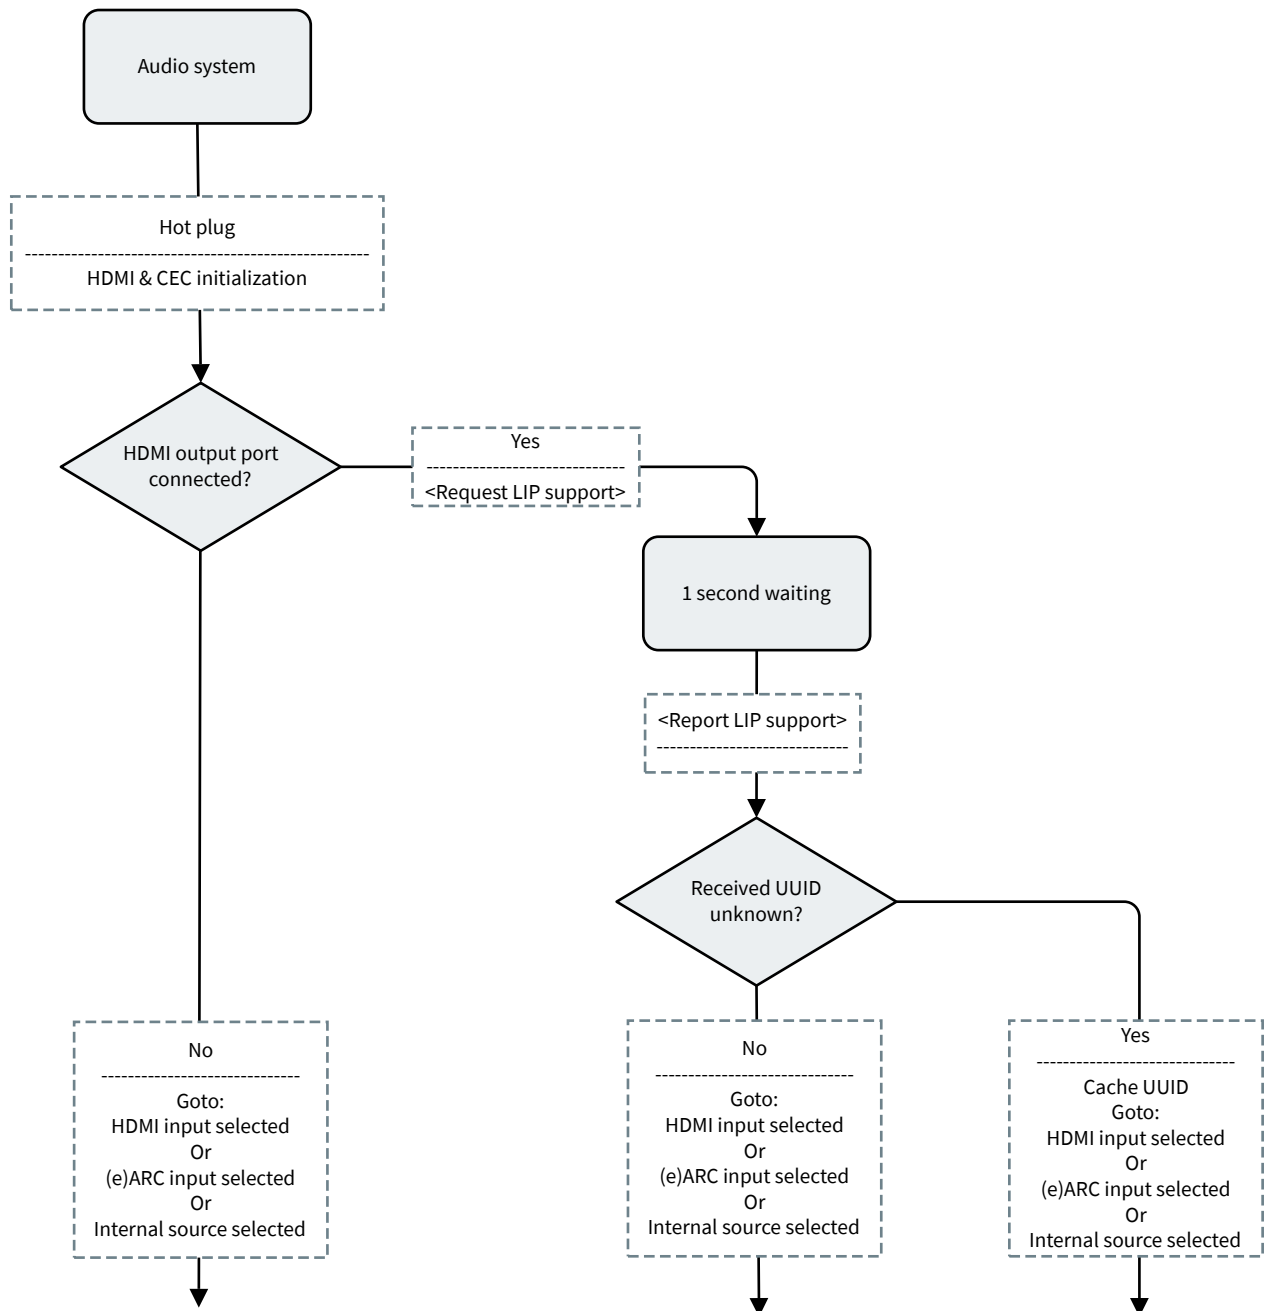 Audio system
Hot plug
-----------------------------------------------------
HDMI & CEC initialization
HDMI output port
connected?
Yes
------------------------------
<Request LIP support>
1 second waiting
<Report LIP support>
-----------------------------
Received UUID
unknown?
No
------------------------------
Goto:
HDMI input selected
Or
(e)ARC input selected
Or
Internal source selected
No
------------------------------
Goto:
HDMI input selected
Or
(e)ARC input selected
Or
Internal source selected
Yes
------------------------------
Cache UUID
Goto:
HDMI input selected
Or
(e)ARC input selected
Or
Internal source selected